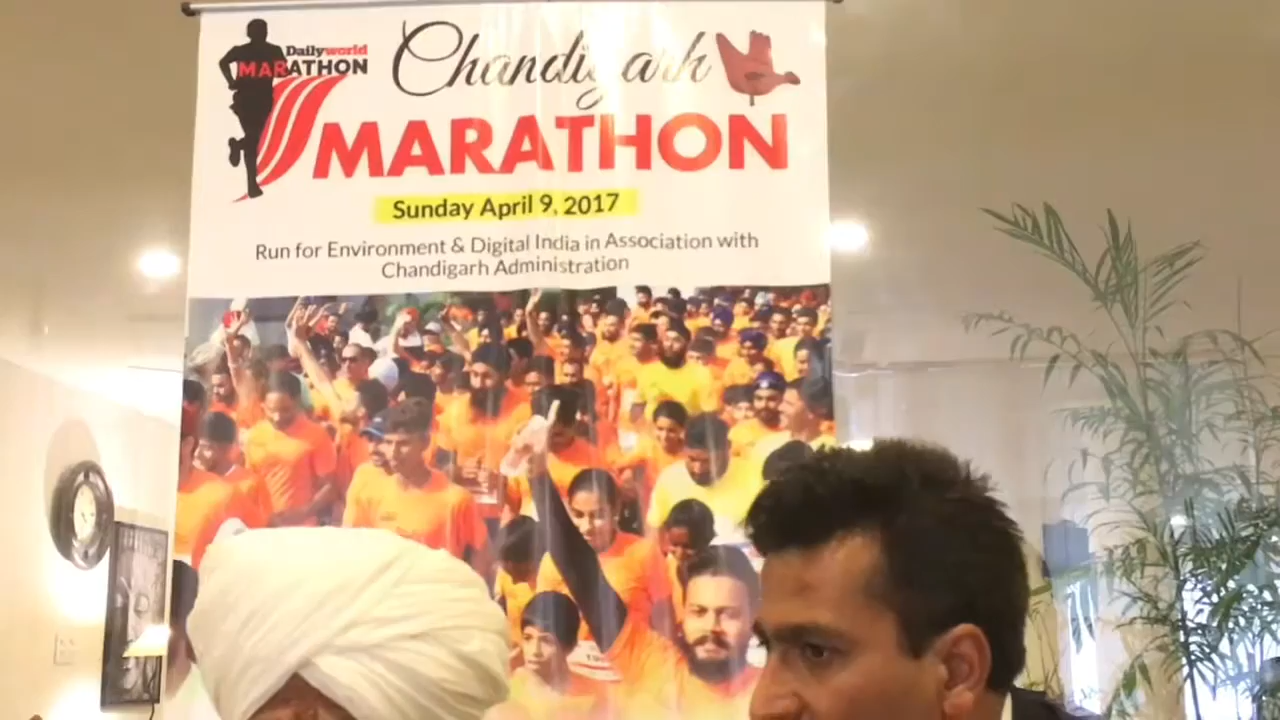 Dailyworld
MARATHON
Chandigarh
MARATHON
Sunday April 9, 2017
Run for Environment & Digital India in Association with
Chandigarh Administration